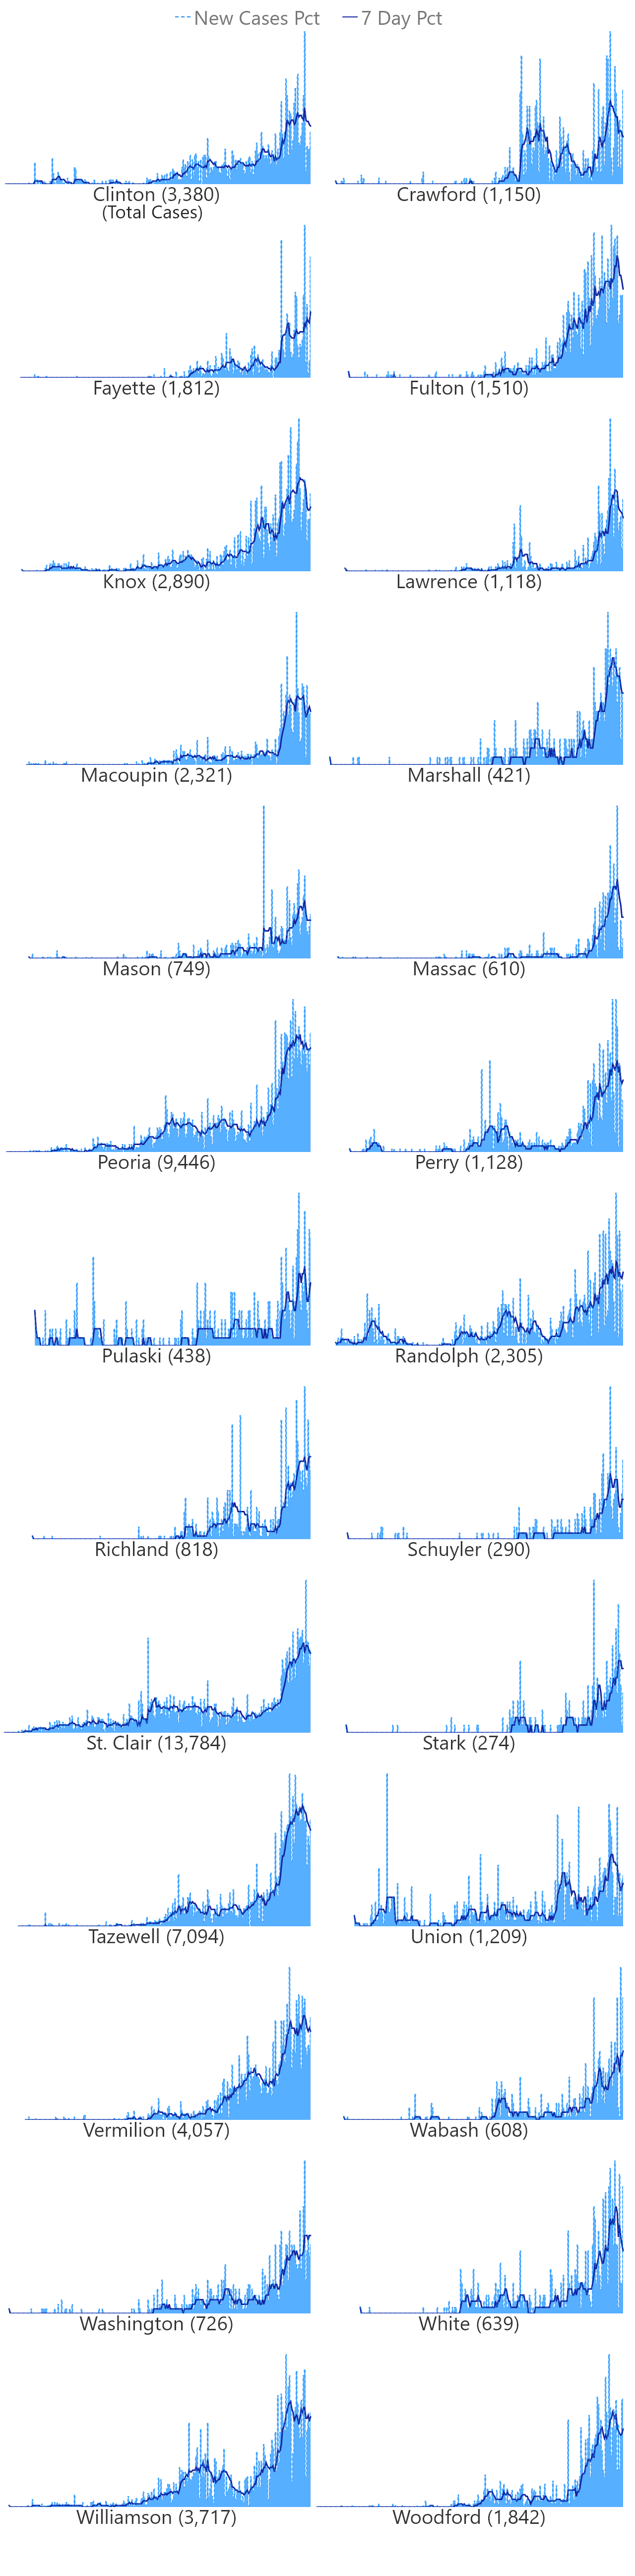 New Cases Pct 7 Day Pct
Clinton (3,380) Crawford (1,150)
(Total Cases)
Fayette (1,812) Fulton (1,510)
Knox (2,890) Lawrence (1,118)
Macoupin (2,321) Marshall (421)
Mason (749) Massac (610)
Peoria (9,446) Perry (1,128)
Pulaski (438) Randolph (2,305)
Richland (818) Schuyler (290)
St. Clair (13,784) Stark (274)
Tazewell (7,094) Union (1,209)
Vermilion (4,057) Wabash (608)
Washington (726) White (639)
Williamson (3,717) Woodford (1,842)